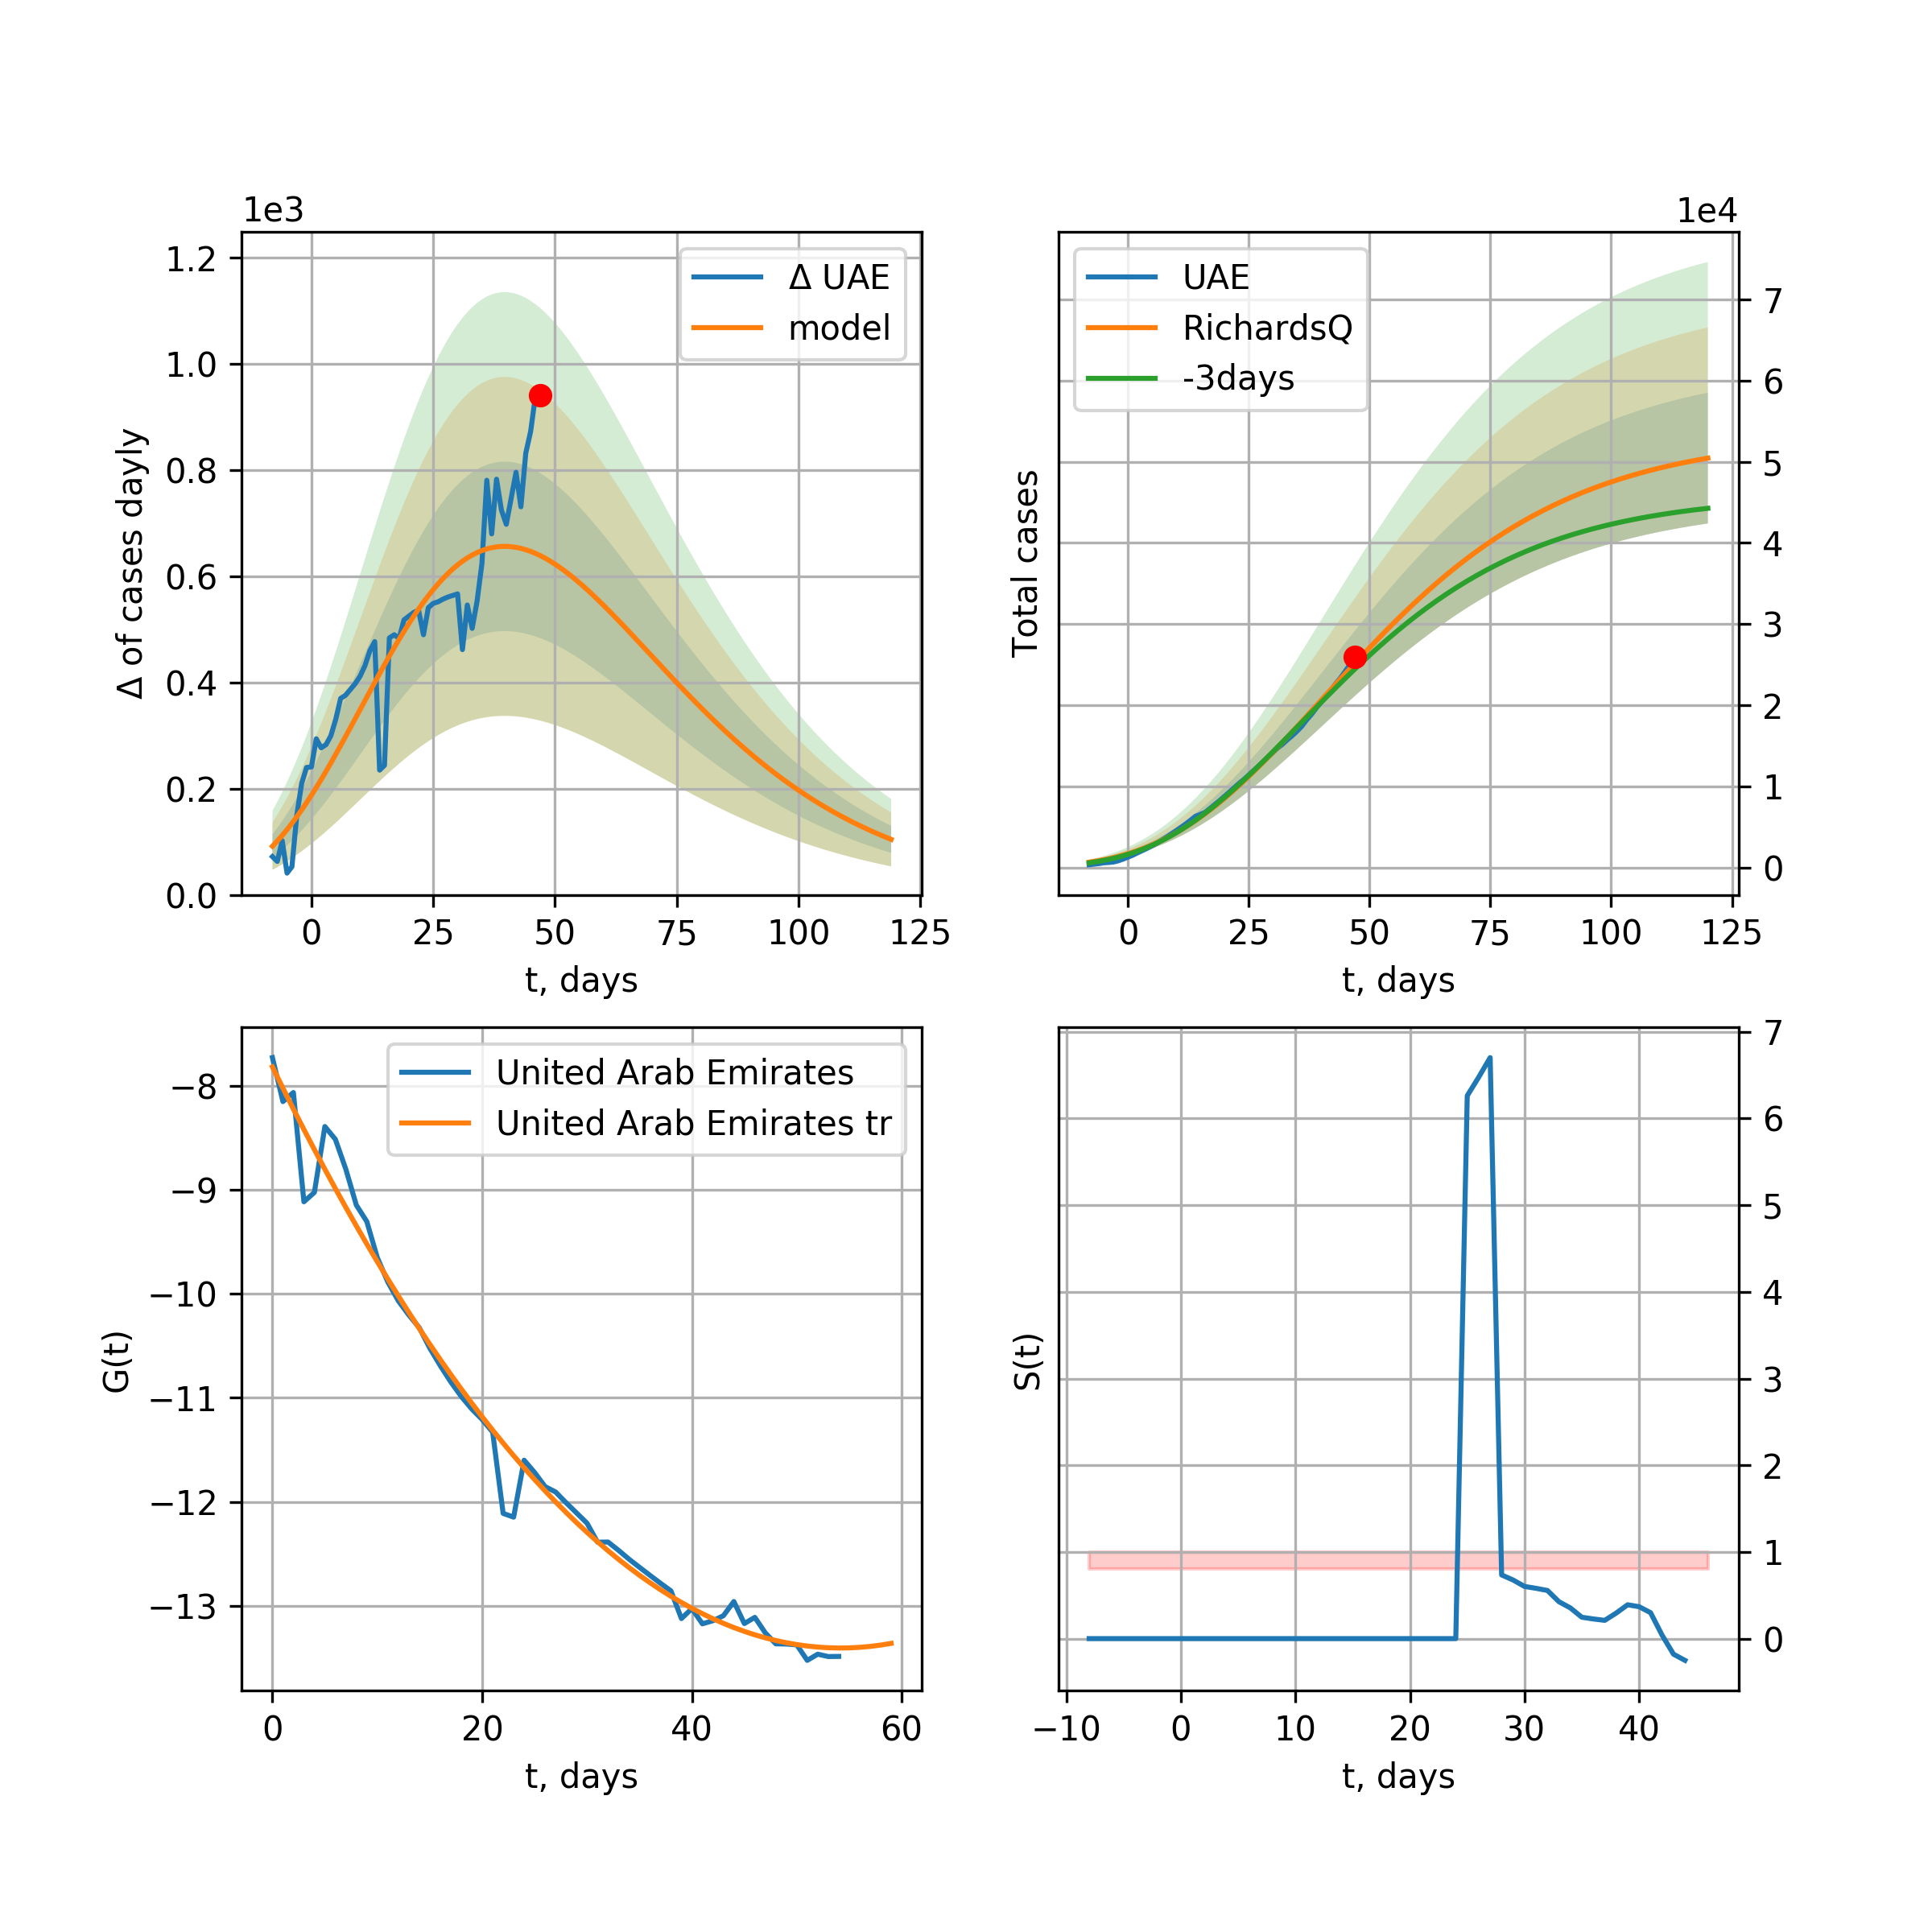 1e3
1.2
1.0
0.8
0.6
0.4
0.2
0.0
Δ of cases dayly
Δ UAE
model
0 25 50 75 100 125
t, days
1e4
UAE
RichardsQ
-3days
Total cases
7
6
5
4
3
2
1
0
0 25 50 75 100 125
t, days
−8
−9
−10
−11
−12
−13
G(t)
United Arab Emirates
United Arab Emirates tr
0 20 40 60
t, days
S(t)
7
6
5
4
3
2
1
0
−10 0 10 20 30 40
t, days